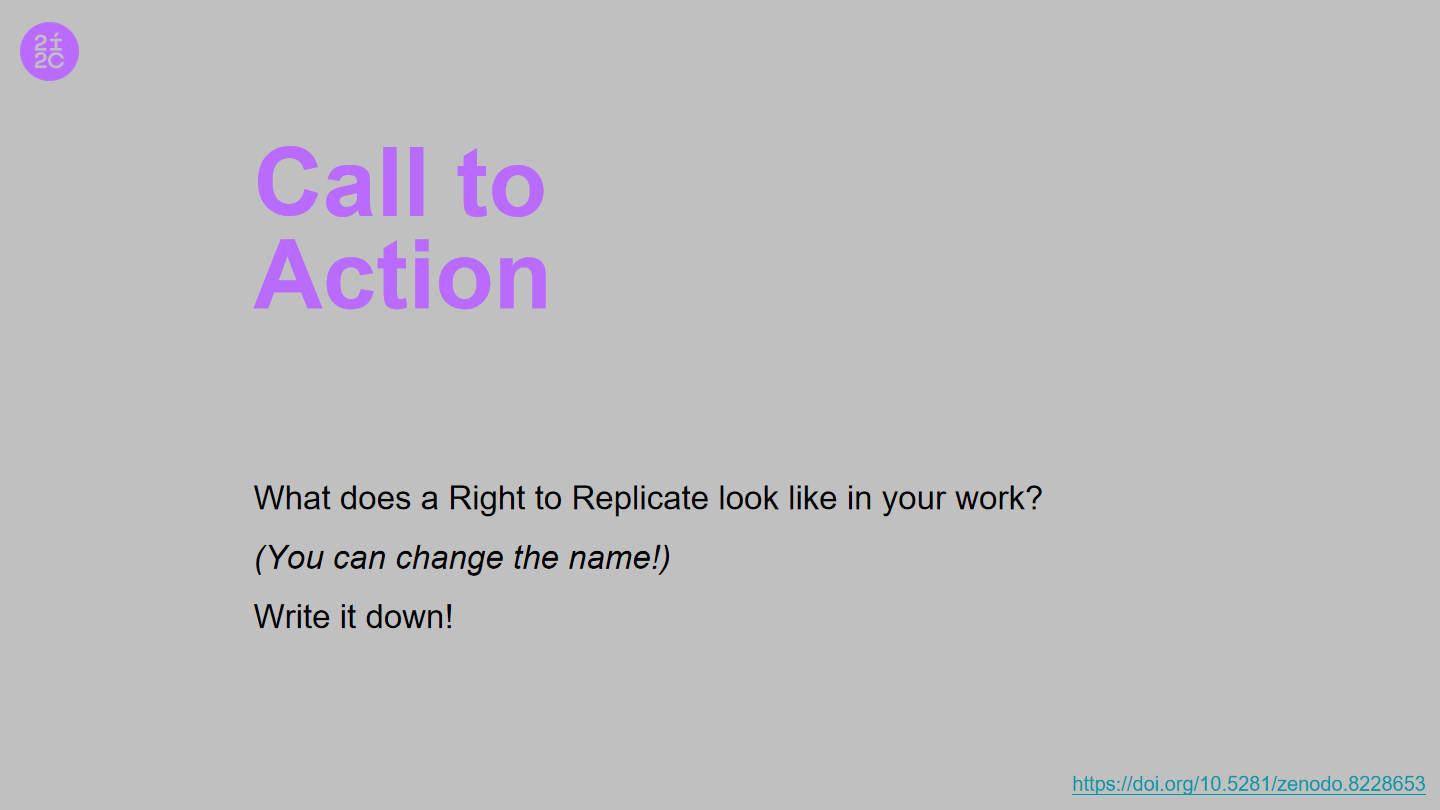 2i
2C
Call to
Action
What does a Right to Replicate look like in your work?
(You can change the name!)
Write it down!
https://doi.org/10.5281/zenodo.8228653